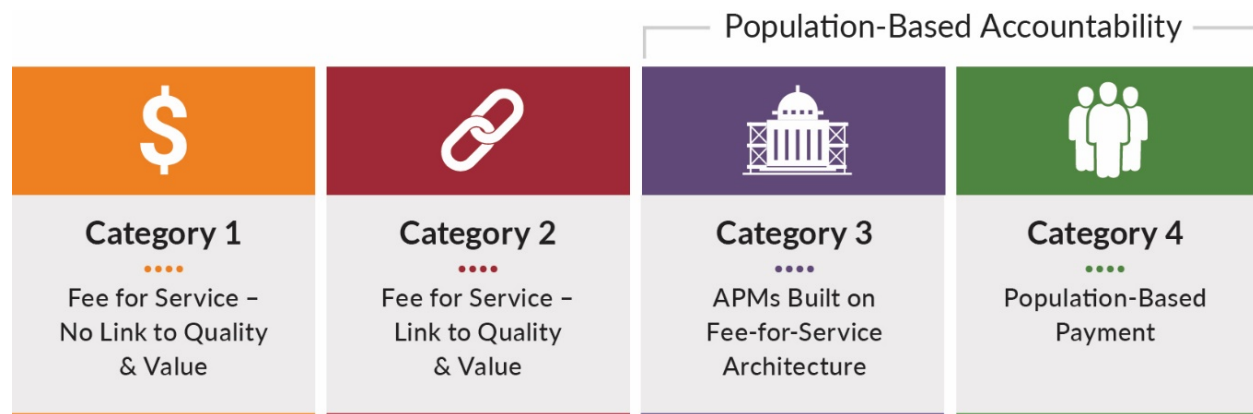 Population-Based Accountability
$
Category 1
Fee for Service –
No Link to Quality
& Value
Category 2
Fee for Service –
Link to Quality
& Value
Category 3
APMs Built on
Fee-for-Service
Architecture
Category 4
Population-Based
Payment